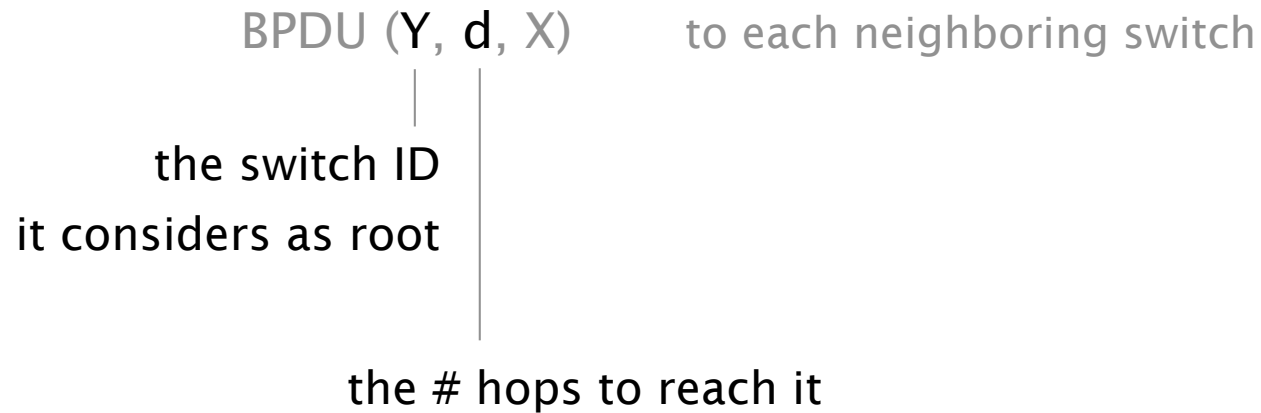 BPDU (Y, d, X) to each neighboring switch
the switch ID
it considers as root
the # hops to reach it